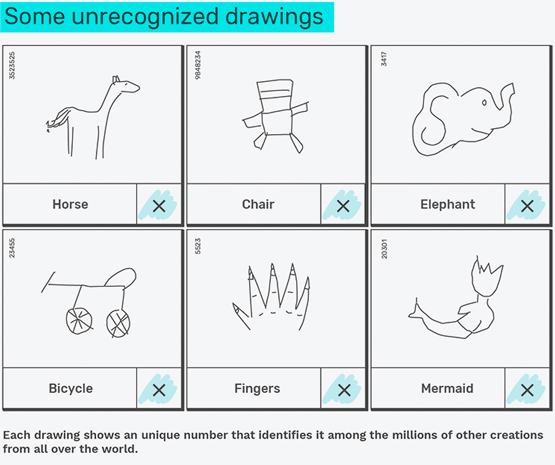 Some unrecognized drawings
3523525
9848234
3417
Horse
Chair
Elephant
23455
5523
20301
Bicycle
Fingers
Mermaid
Each drawing shows an unique number that identifies it among the millions of other creations
from all over the world.